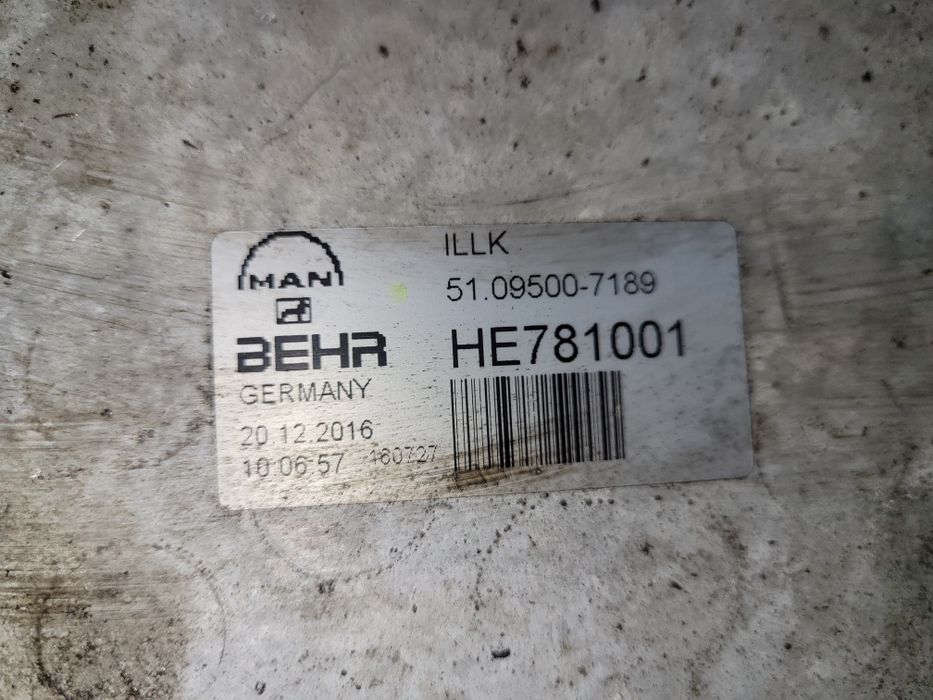 MAN
BEHR
GERMANY
20.12.2016
10:06:57 160727
ILLK
51.09500-7189
HE781001